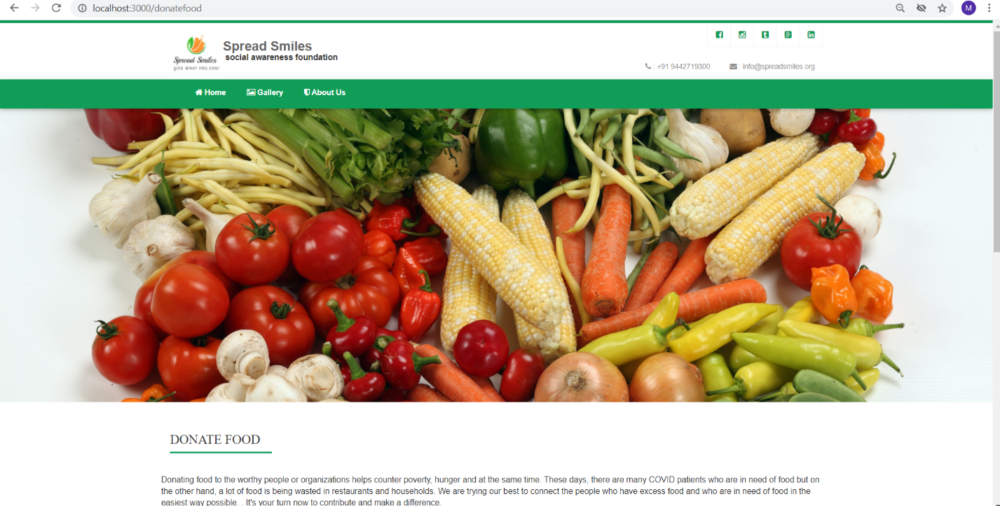 localhost:3000/donatefood
M
Spread Smiles
social awareness foundation
Spread Smiles
GIVE WHAT YOU CAN!
: +91 9442719300
: info@spreadsmiles.org
Home
Gallery
About Us
DONATE FOOD
Donating food to the worthy people or organizations helps counter poverty, hunger and at the same time. These days, there are many COVID patients who are in need of food but on
the other hand, a lot of food is being wasted in restaurants and households. We are trying our best to connect the people who have excess food and who are in need of food in the
easiest way possible. . It's your turn now to contribute and make a difference.